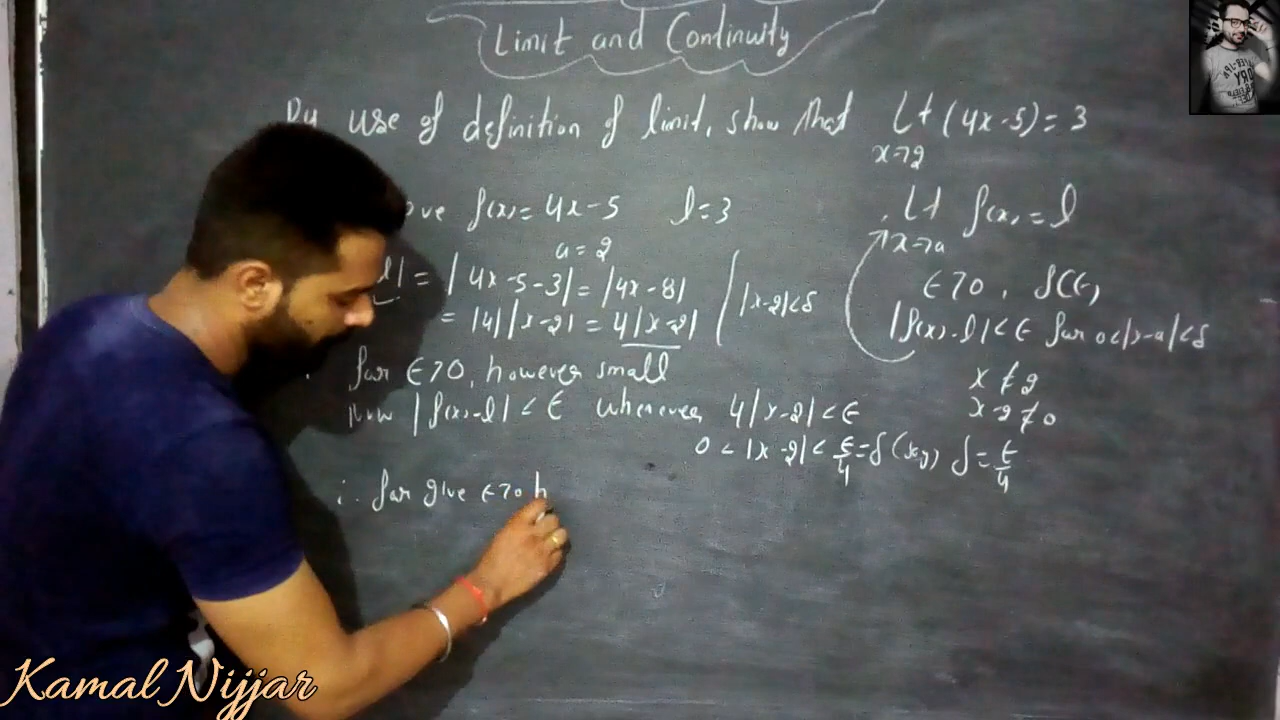 Limit and Continuity
By use of definition of limit, show that Lt (4x-5) = 3
x→2
f(x) = 4x-5 l=3
a=2
l| = |4x-5-3| = |4x-8|
= |4||x-2| = 4|x-2| |x-2|<δ
Lt f(x) = l
x→a
ϵ>0, δ(ϵ)
|f(x)-l|<ϵ for 0<|x-a|<δ
x≠2
x-2≠0
for ϵ>0, however small
Now |f(x)-l|<ϵ whenever 4|x-2|<ϵ
0<|x-2|<ϵ/4=δ(say) δ=ϵ/4
∴ for give ϵ>0 h
Kamal Nijjar